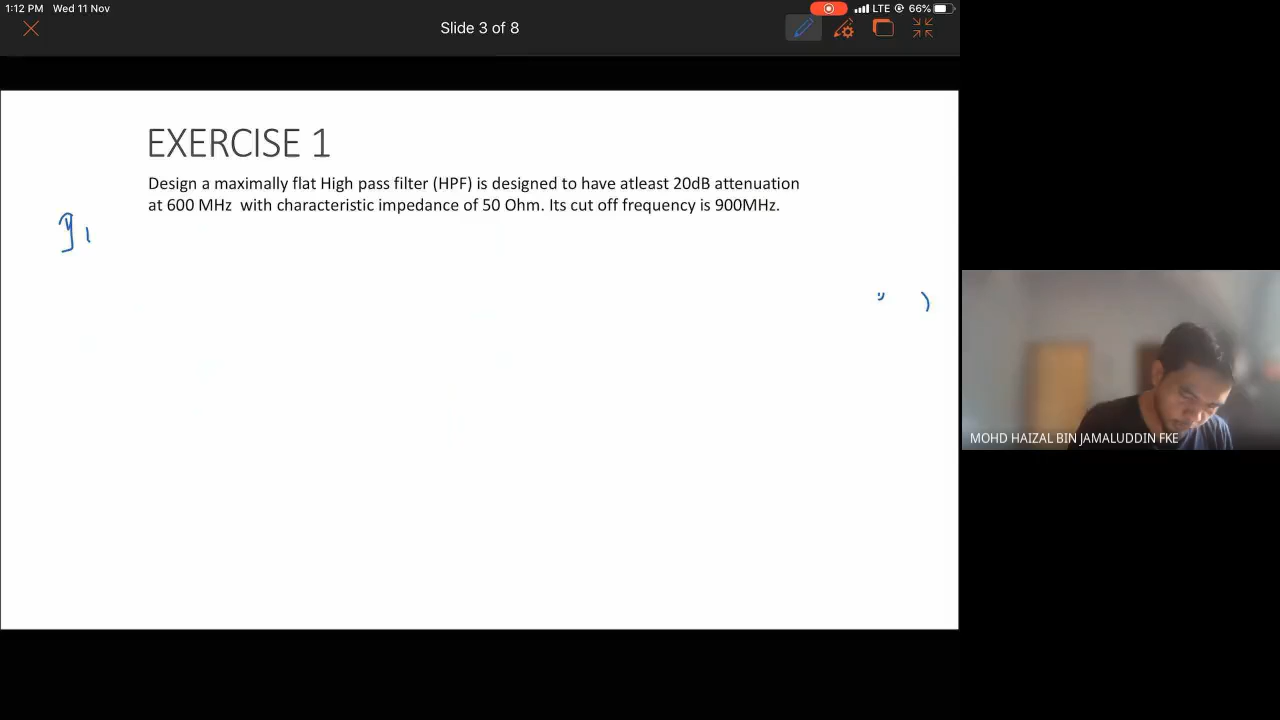 1:12 PM Wed 11 Nov LTE 66%
Slide 3 of 8
EXERCISE 1
Design a maximally flat High pass filter (HPF) is designed to have atleast 20dB attenuation
at 600 MHz with characteristic impedance of 50 Ohm. Its cut off frequency is 900MHz.
g1
MOHD HAIZAL BIN JAMALUDDIN FKE